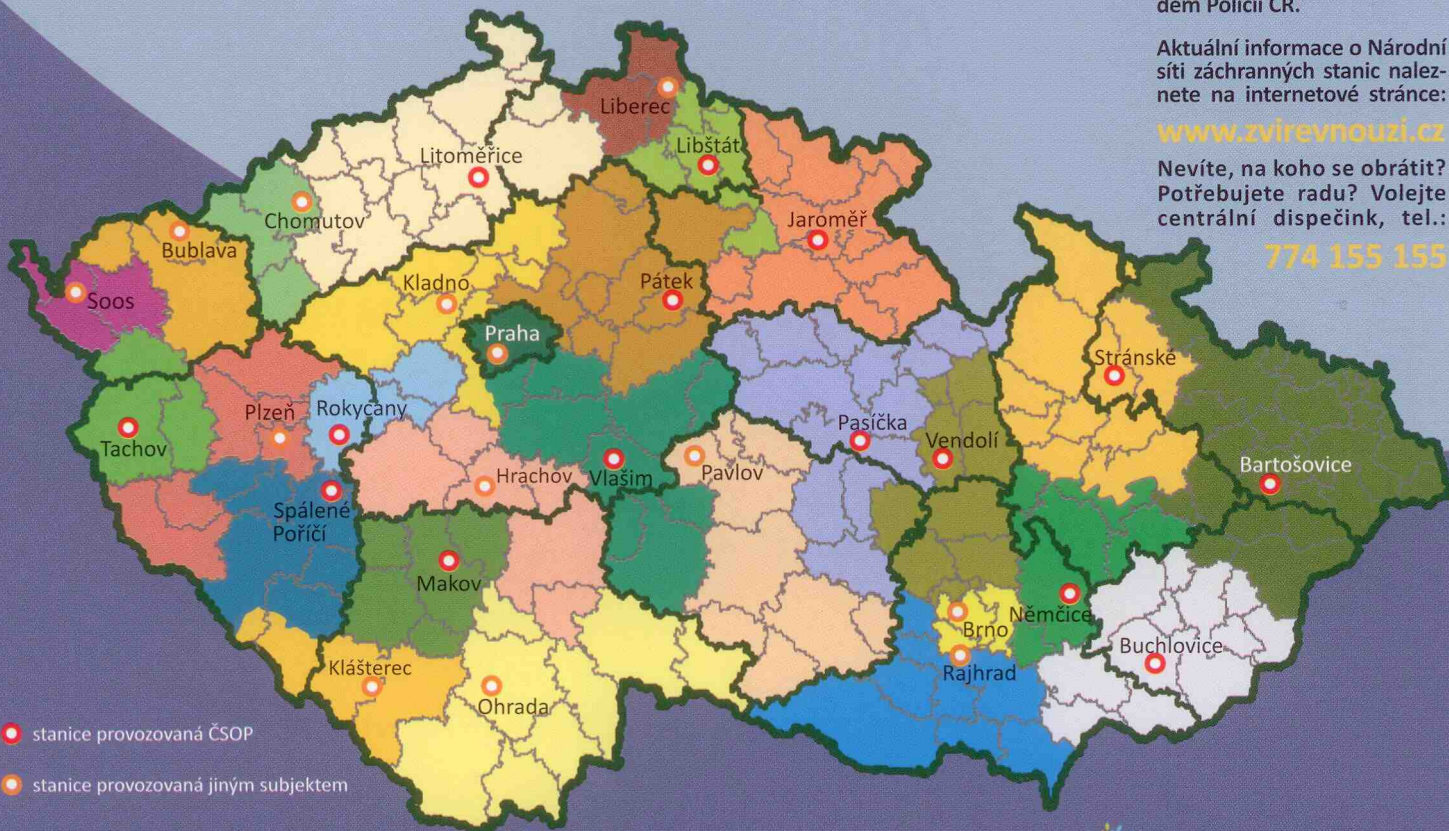 dem Policií ČR.
Aktuální informace o Národní
síti záchranných stanic nalez-
nete na internetové stránce:
www.zvirevnouzi.cz
Nevíte, na koho se obrátit?
Potřebujete radu? Volejte
centrální dispečink, tel.:
774 155 155
Liberec
Libštát
Litoměřice
Chomutov
Jaroměř
Bublava
Kladno
Pátek
Soos
Praha
Stránské
Plzeň
Rokycany
Tachov
Pasíčka
Vendolí
Hrachov
Vlašim
Pavlov
Bartošovice
Spálené
Poříčí
Makov
Němčice
Brno
Buchlovice
Klášterec
Rajhrad
Ohrada
stanice provozovaná ČSOP
stanice provozovaná jiným subjektem